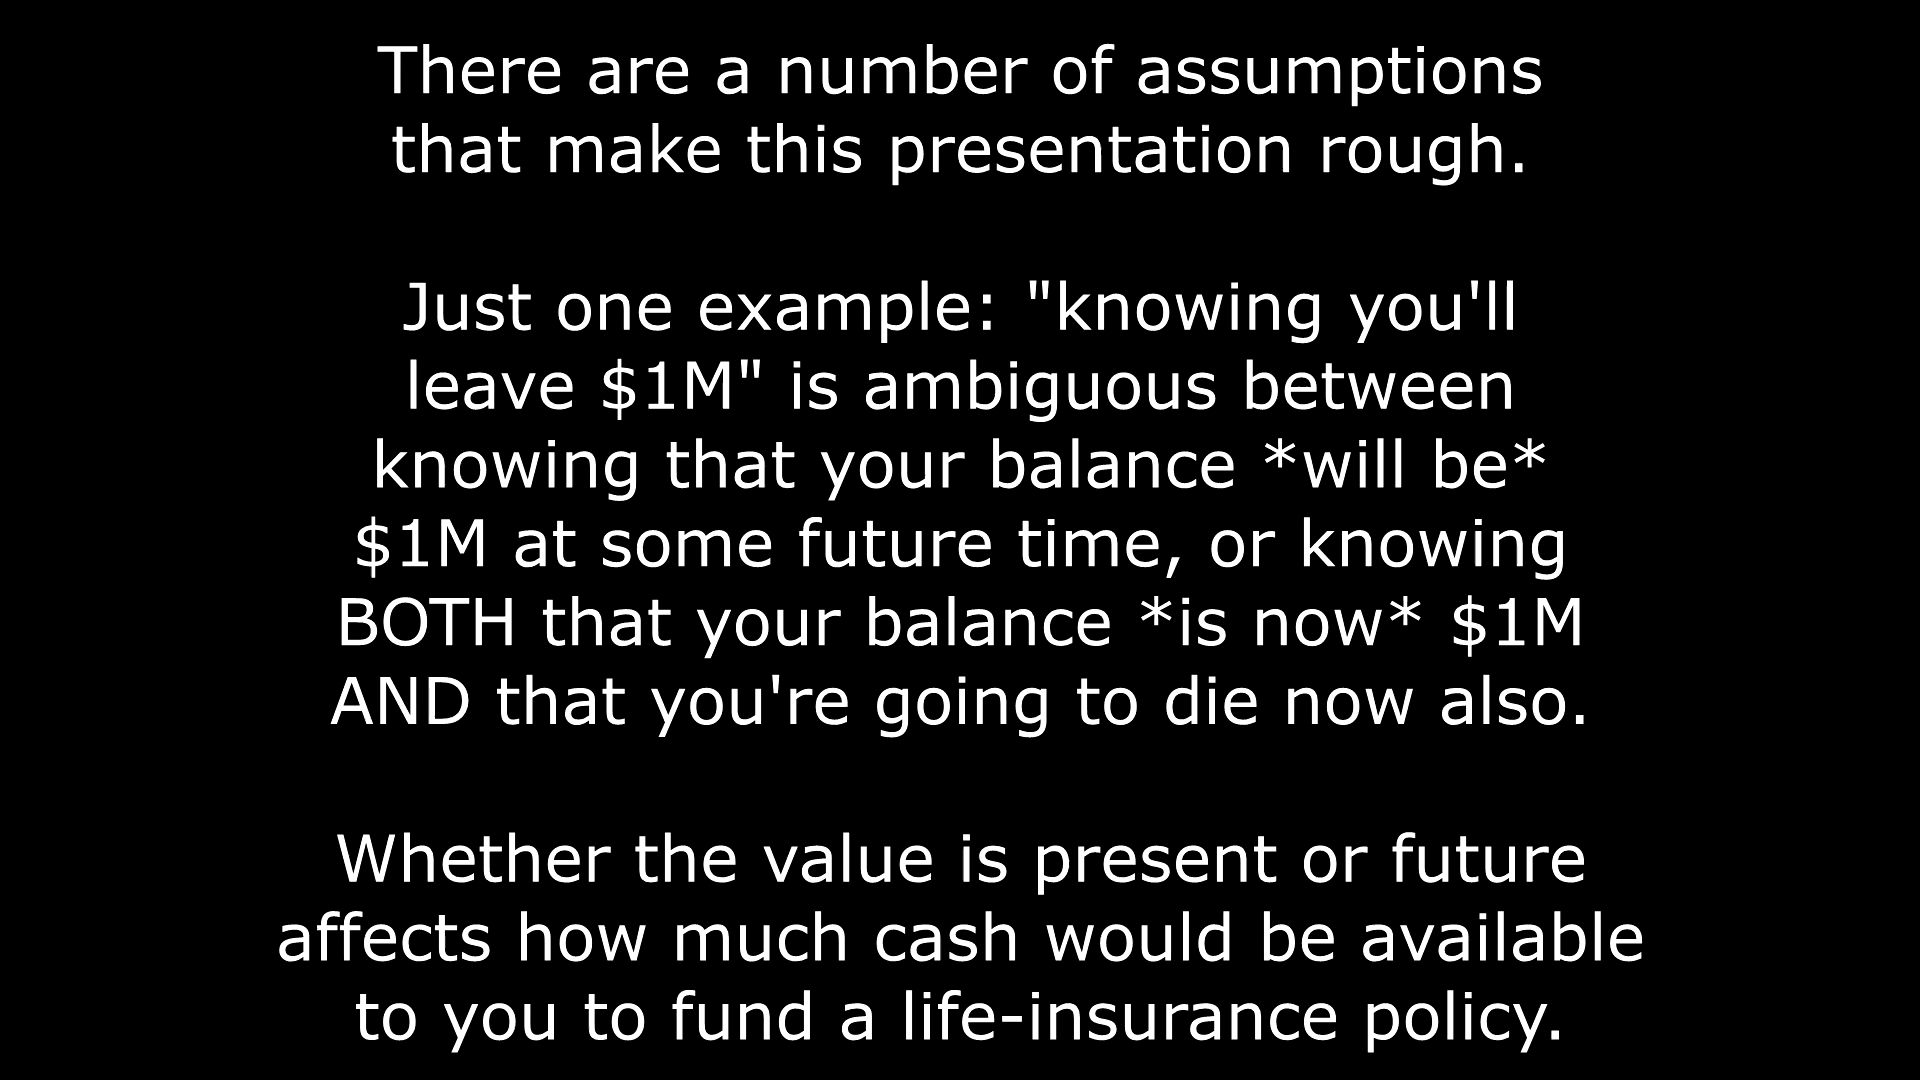 There are a number of assumptions
that make this presentation rough.
Just one example: "knowing you'll
leave $1M" is ambiguous between
knowing that your balance *will be*
$1M at some future time, or knowing
BOTH that your balance *is now* $1M
AND that you're going to die now also.
Whether the value is present or future
affects how much cash would be available
to you to fund a life-insurance policy.